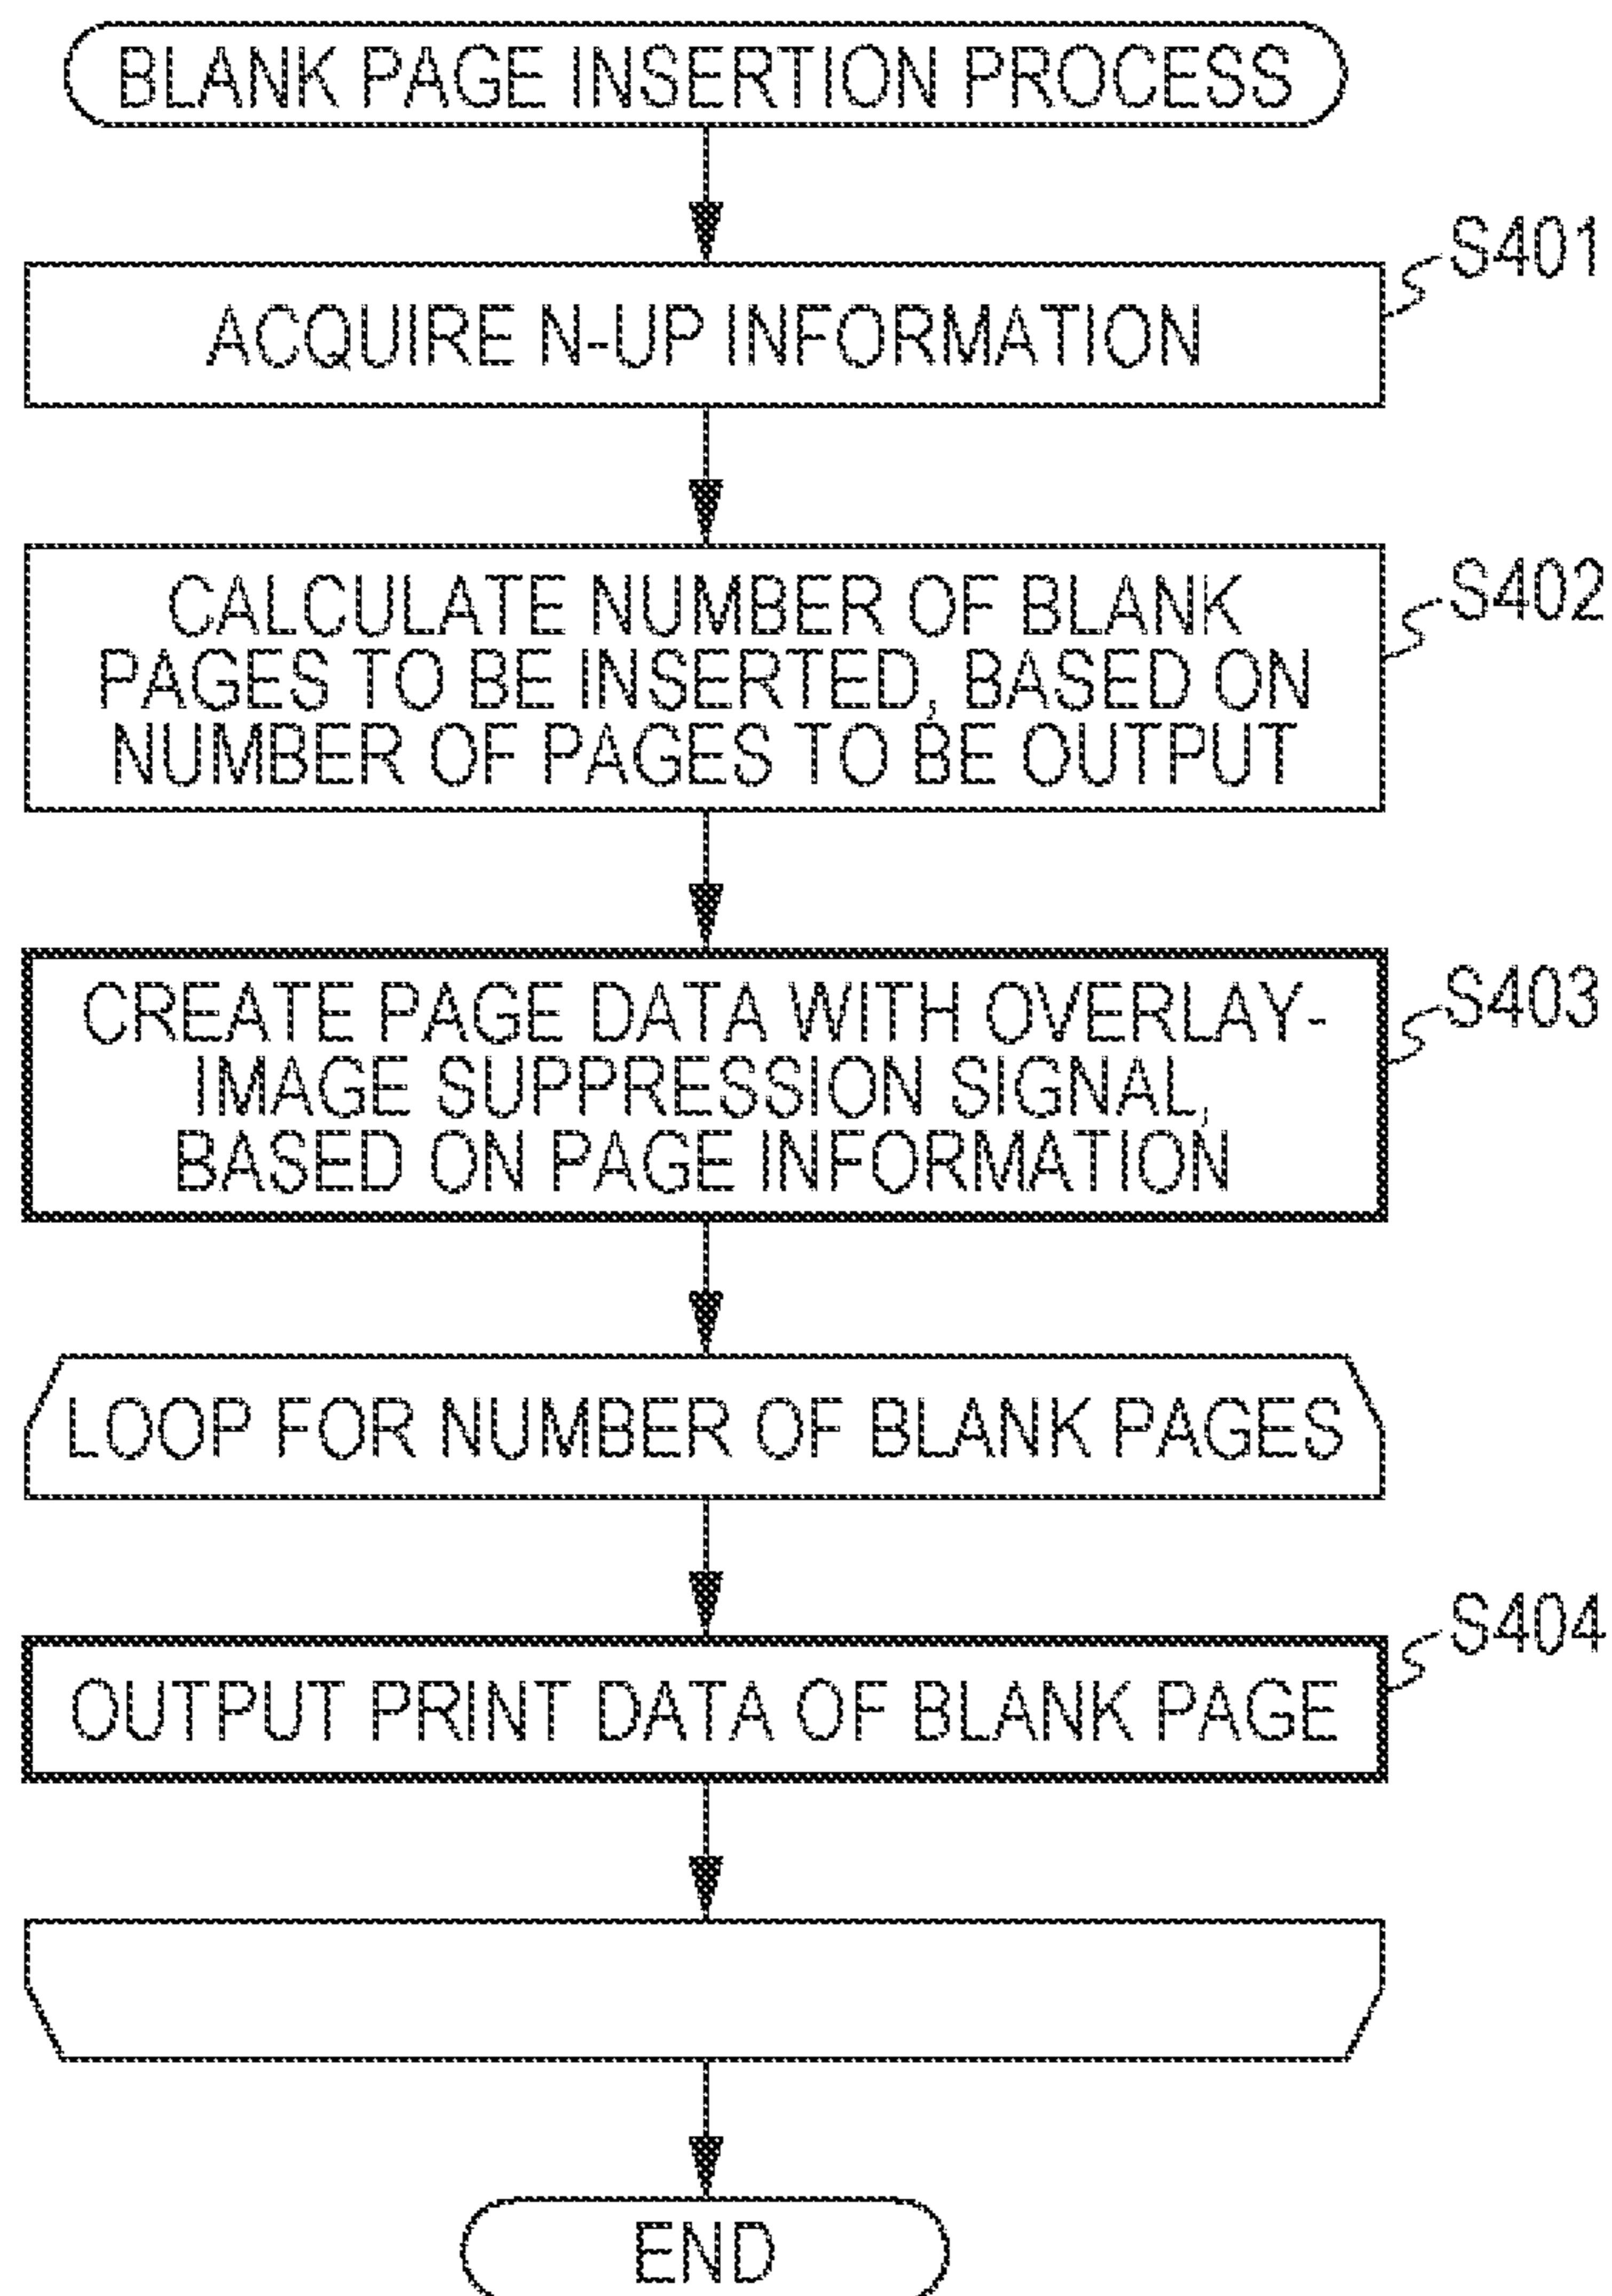 BLANK PAGE INSERTION PROCESS
S401
ACQUIRE N-UP INFORMATION
S402
CALCULATE NUMBER OF BLANK
PAGES TO BE INSERTED, BASED ON
NUMBER OF PAGES TO BE OUTPUT
S403
CREATE PAGE DATA WITH OVERLAY-
IMAGE SUPPRESSION SIGNAL,
BASED ON PAGE INFORMATION
LOOP FOR NUMBER OF BLANK PAGES
S404
OUTPUT PRINT DATA OF BLANK PAGE
END